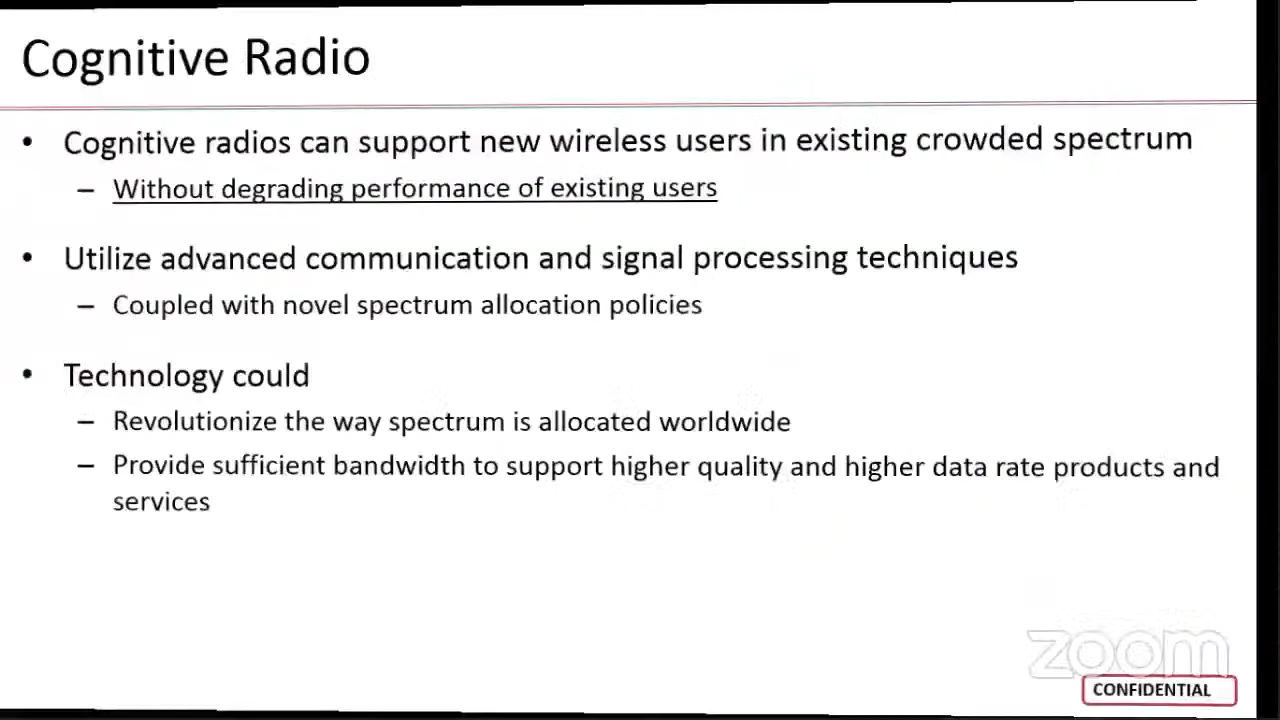 Cognitive Radio
• Cognitive radios can support new wireless users in existing crowded spectrum
– Without degrading performance of existing users
• Utilize advanced communication and signal processing techniques
– Coupled with novel spectrum allocation policies
• Technology could
– Revolutionize the way spectrum is allocated worldwide
– Provide sufficient bandwidth to support higher quality and higher data rate products and
services
zoom
CONFIDENTIAL